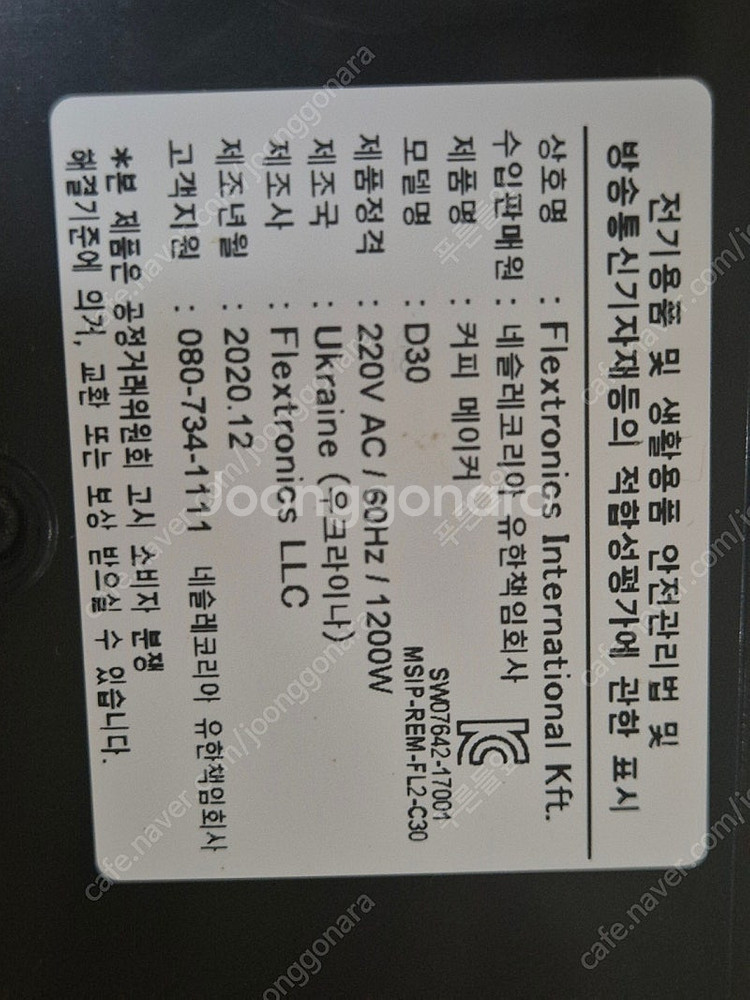 전기용품 및 생활용품 안전관리법 및
방송통신기자재등의 적합성평가에 관한 표시
상호명 : Flextronics International Kft.
수입판매원 : 네슬레코리아 유한책임회사
제품명 : 커피 메이커
모델명 : D30
제품정격 : 220V AC / 60Hz / 1200W
제조국 : Ukraine (우크라이나)
제조사 : Flextronics LLC
제조년월 : 2020.12
고객지원 : 080-734-1111 네슬레코리아 유한책임회사
*본 제품은 공정거래위원회 고시 소비자 분쟁
해결기준에 의거, 교환 또는 보상 받으실 수 있습니다.
SW07642-17001
MSIP-REM-FL2-C30
Joonggonara
cafe.naver.com/joonggonara
푸른들